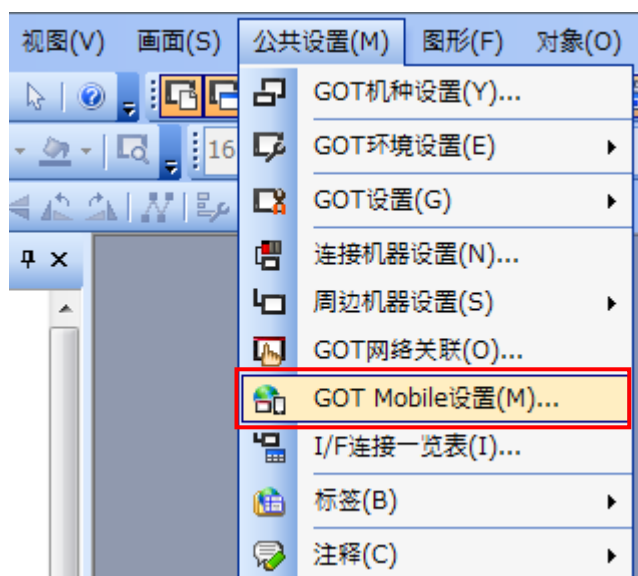 视图(V) 画面(S) 公共设置(M) 图形(F) 对象(O)
GOT机种设置(Y)...
16
GOT环境设置(E)
GOT设置(G)
连接机器设置(N)...
周边机器设置(S)
GOT网络关联(O)...
GOT Mobile设置(M)...
I/F连接一览表(I)...
标签(B)
注释(C)